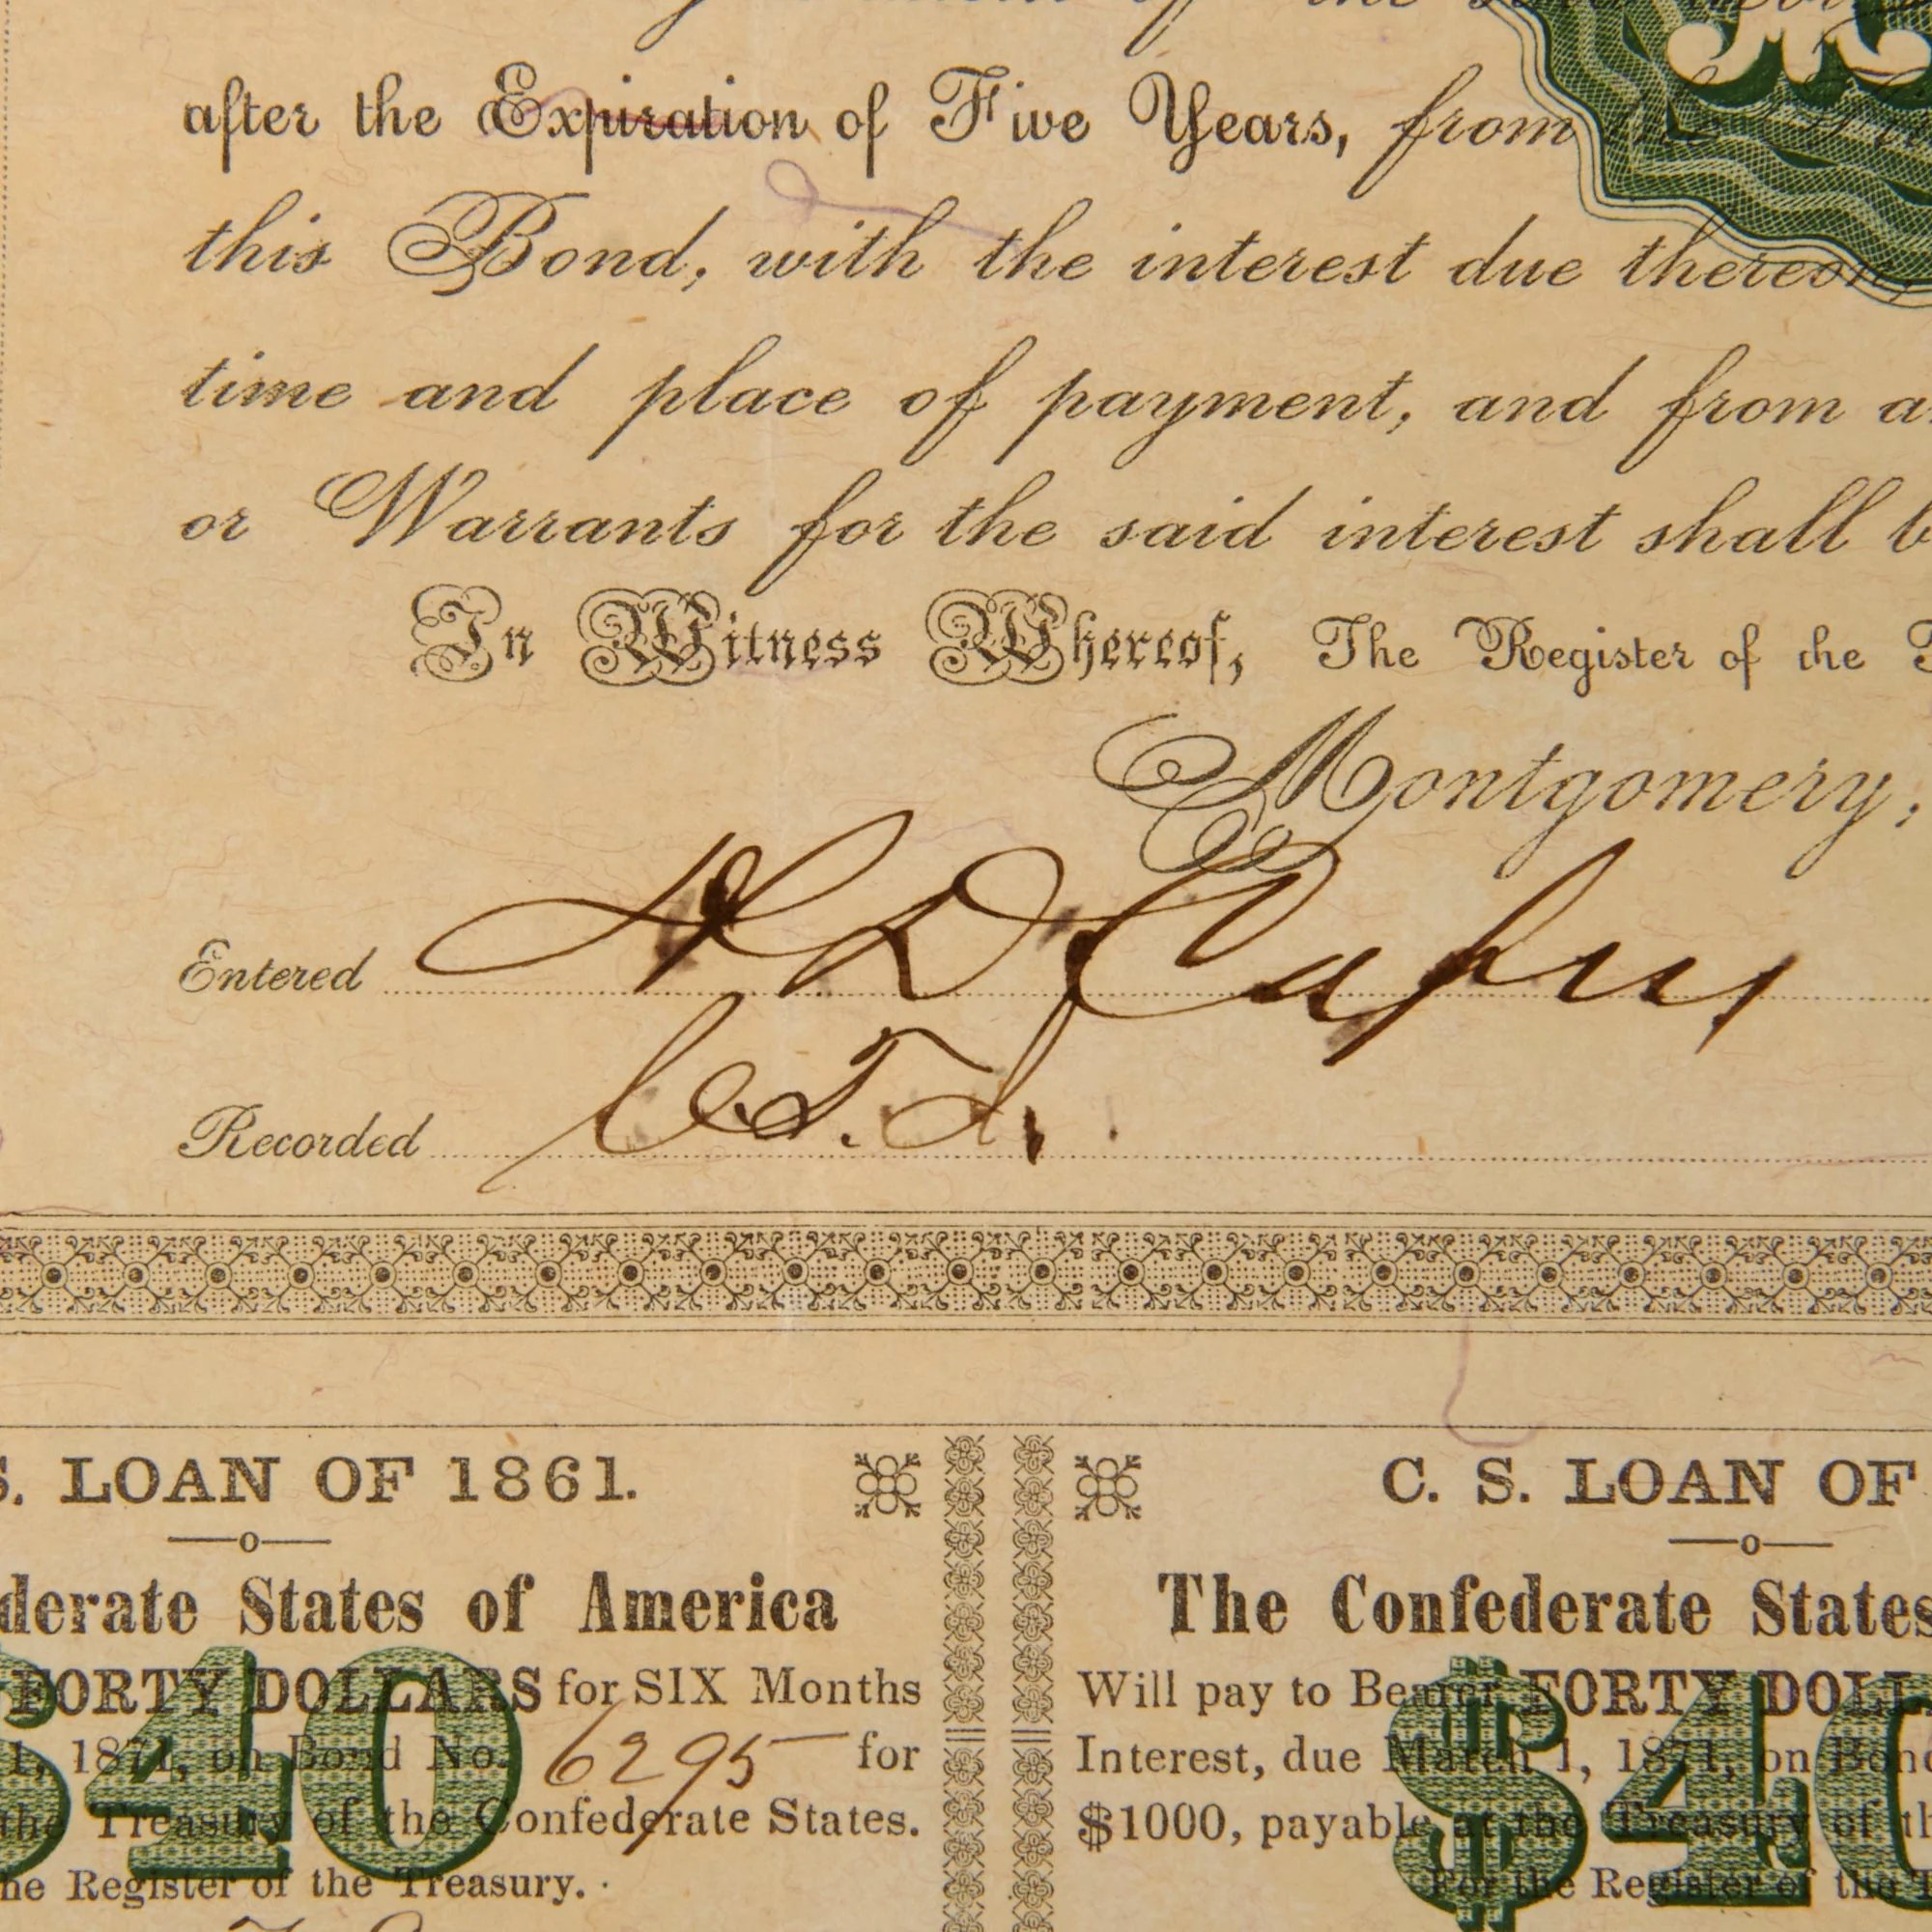 after the Expiration of Five Years, from
this Bond, with the interest due thereon,
time and place of payment, and from
or Warrants for the said interest shall
In Witness Whereof, The Register of the
Montgomery,
Entered
Recorded
S. LOAN OF 1861.
derate States of America
FORTY DOLLARS for SIX Months
1, 1871, on Bond No. 6295 for
the Treasury of the Confederate States.
he Register of the Treasury.
$40
C. S. LOAN OF
The Confederate States
Will pay to Bearer FORTY DOLL
Interest, due March 1, 1871, on Bond
$1000, payable at the Treasury of th
For the Register of the T
$40